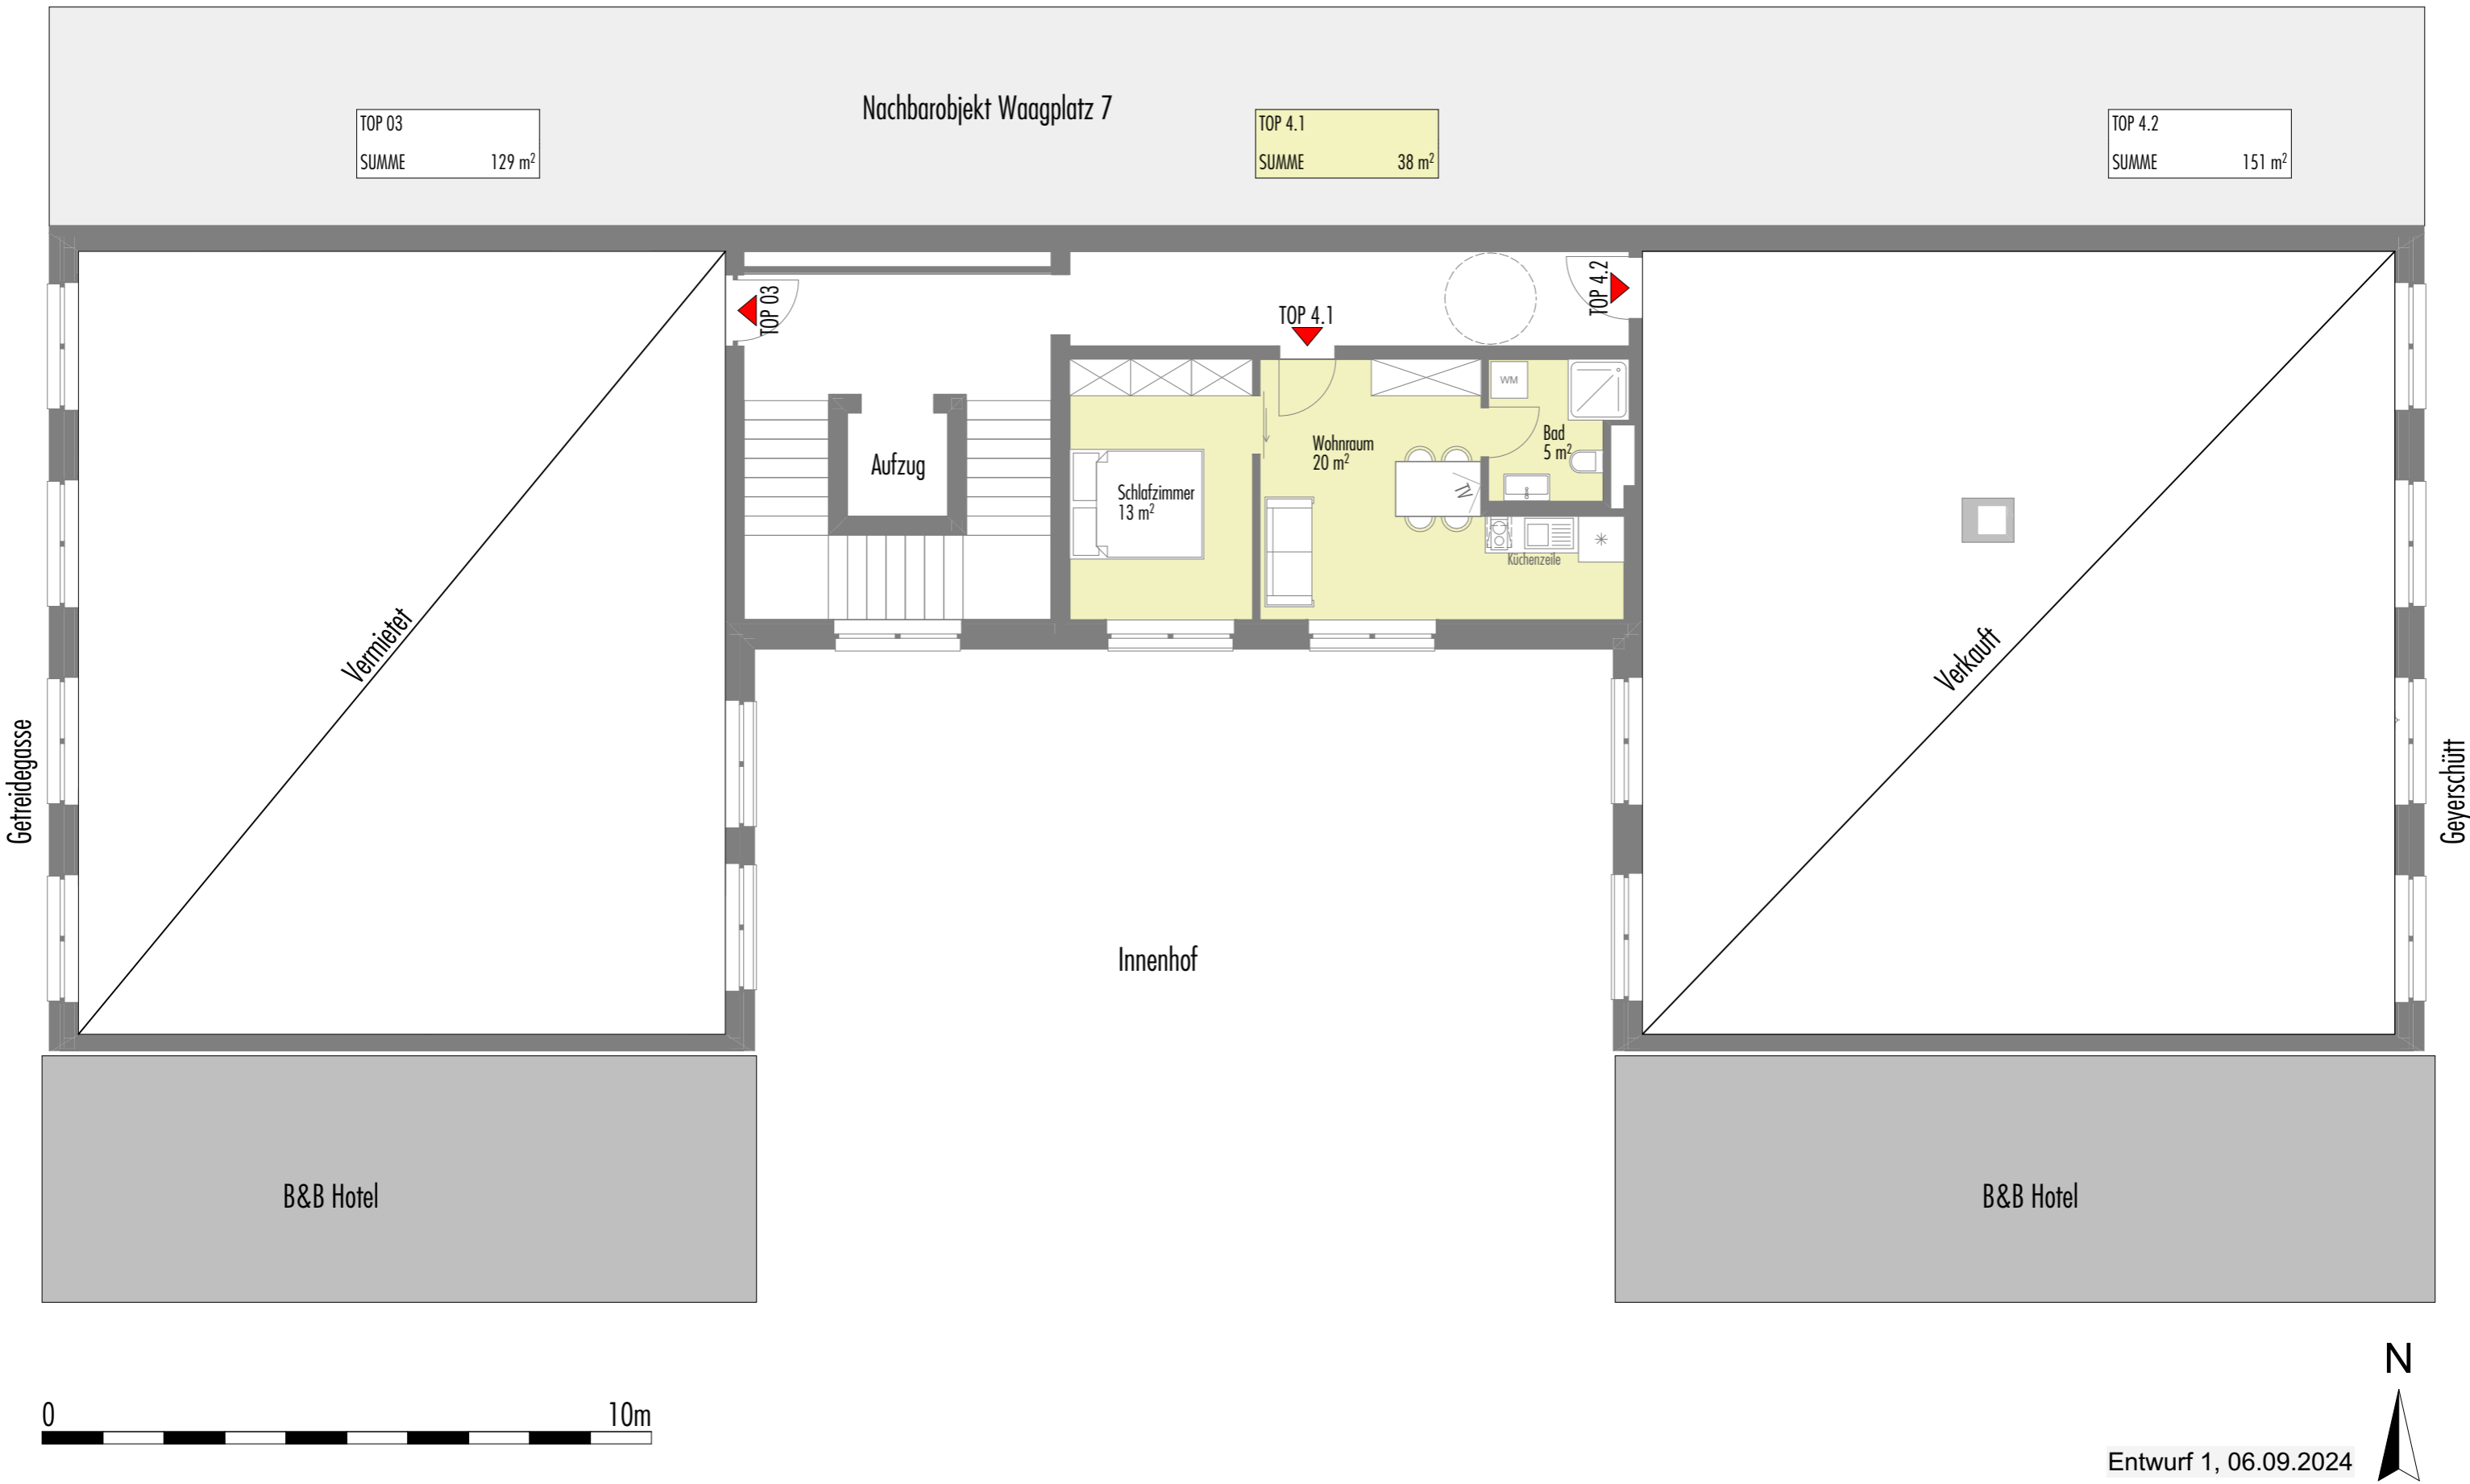 Nachbarobjekt Waagplatz 7
TOP 03
SUMME 129 m²
TOP 4.1
SUMME 38 m²
TOP 4.2
SUMME 151 m²
TOP 03
TOP 4.1
TOP 4.2
WM
Bad
5 m²
Wohnraum
20 m²
Aufzug
TV
Schlafzimmer
13 m²
Küchenzeile
Vermietet
Verkauft
Getreidegasse
Geyerschütt
Innenhof
B&B Hotel
B&B Hotel
N
0 10m
Entwurf 1, 06.09.2024